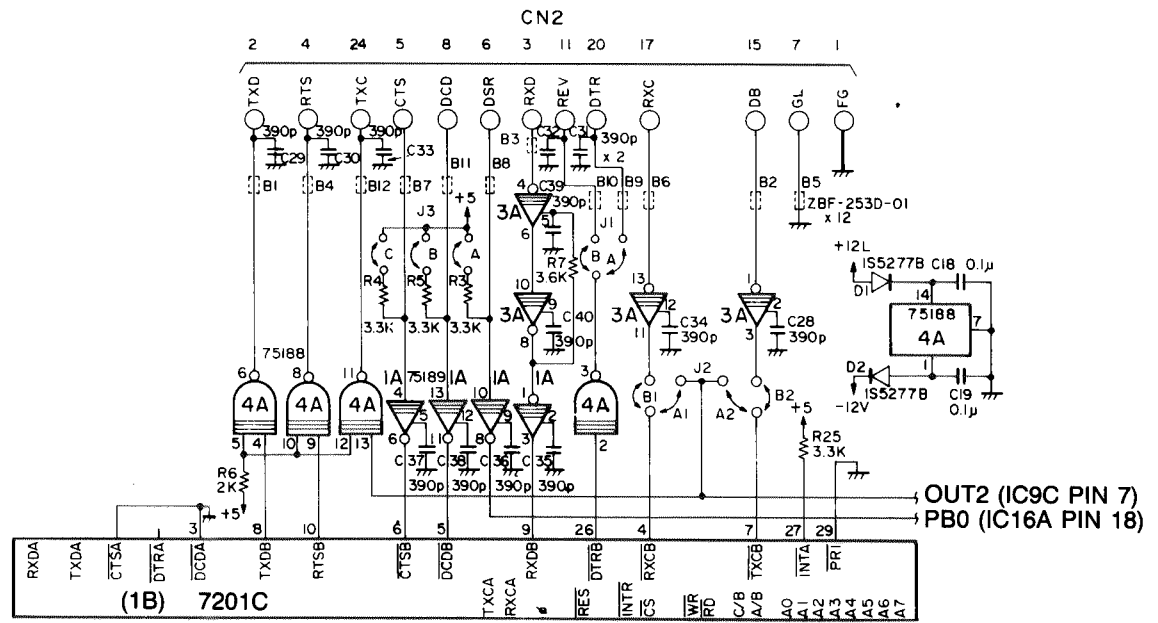 CN2
2 4 24 5 8 6 3 11 20 17 15 7 1
TXD RTS TXC CTS DCD DSR RXD REV DTR RXC DB GL FG
390p 390p 390p B3 C32 C31 390p
C29 C30 C33 x 2
B11 B8
B1 B4 B12 B7 4 C39 B10 B9 B6 B2 B5
ZBF-253D-01
x 12
+5 3A 390p
J3 5 J1
6
C B A R7 B A
3.6K
R4 R5 R3
+12L 1S5277B C18 0.1μ
D1 14
10 13 1
3A 9 3A 12 3A 2
3.3K 3.3K 3.3K C40 C34 C28
8 390p 11 390p 3 390p
75188 7
4A
75188
1
D2
1S5277B C19
-12V 0.1μ
6 8 11 1A 75189 1A 1A 1A 3 J2
4 13 10 1 B1 A1 A2 B2
4A 4A 4A 5 12 9 2 4A
+5
5 4 10 9 12 13 6 11 8 3 2
R25
3.3K
C37 C38 C36 C35
R6
2K 390p 390p 390p 390p
+5
OUT2 (IC9C PIN 7)
PB0 (IC16A PIN 18)
3 8 10 6 5 9 26 4 7 27 29
RXDA TXDA CTSA DTRA DCDA TXDB RTSB CTSB DCDB RXDB DTRB RXCB TXCB INTA PRI
(1B) 7201C
TXCA RXCA RES INTR CS WR RD C/B A/B A0 A1 A2 A3 A4 A5 A6 A7